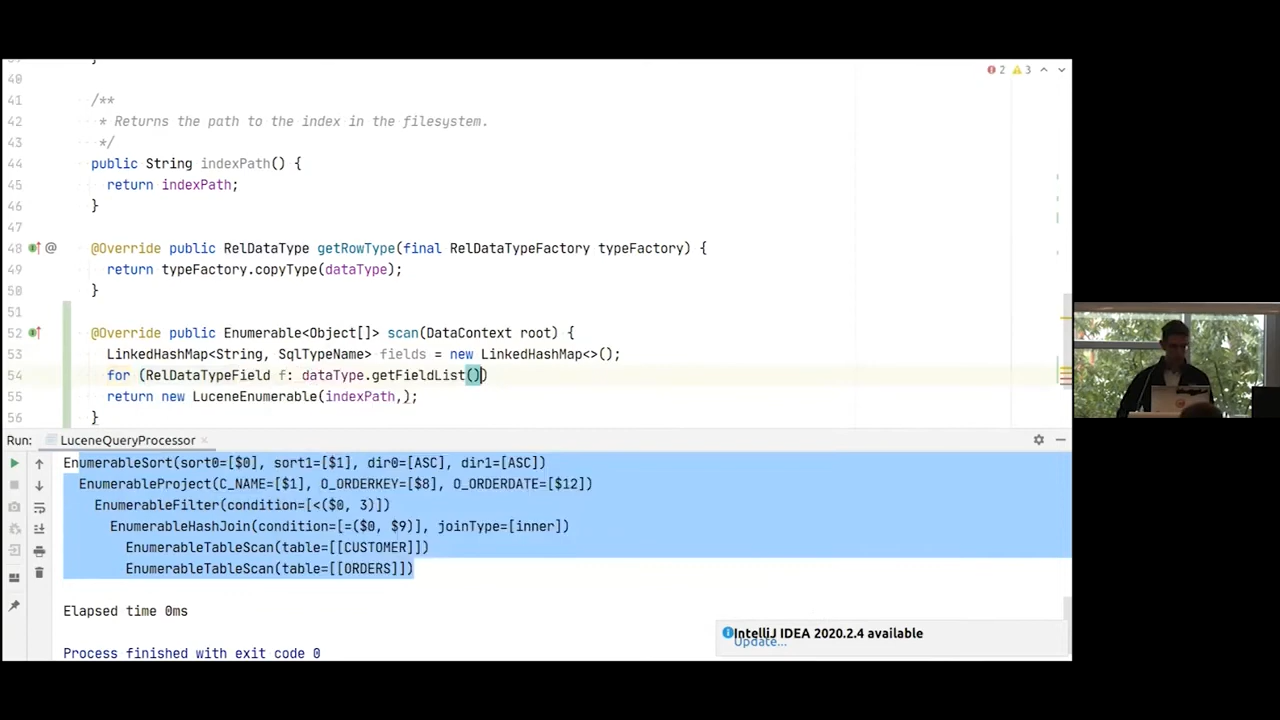 40
41 /**
42 * Returns the path to the index in the filesystem.
43 */
44 public String indexPath() {
45 return indexPath;
46 }
47
48 @Override public RelDataType getRowType(final RelDataTypeFactory typeFactory) {
49 return typeFactory.copyType(dataType);
50 }
51
52 @Override public Enumerable<Object[]> scan(DataContext root) {
53 LinkedHashMap<String, SqlTypeName> fields = new LinkedHashMap<>();
54 for (RelDataTypeField f: dataType.getFieldList())
55 return new LuceneEnumerable(indexPath,);
56 }
2 3
Run: LuceneQueryProcessor
EnumerableSort(sort0=[$0], sort1=[$1], dir0=[ASC], dir1=[ASC])
EnumerableProject(C_NAME=[$1], O_ORDERKEY=[$8], O_ORDERDATE=[$12])
EnumerableFilter(condition=[<($0, 3)])
EnumerableHashJoin(condition=[=($0, $9)], joinType=[inner])
EnumerableTableScan(table=[[CUSTOMER]])
EnumerableTableScan(table=[[ORDERS]])
Elapsed time 0ms
Process finished with exit code 0
IntelliJ IDEA 2020.2.4 available
Update...